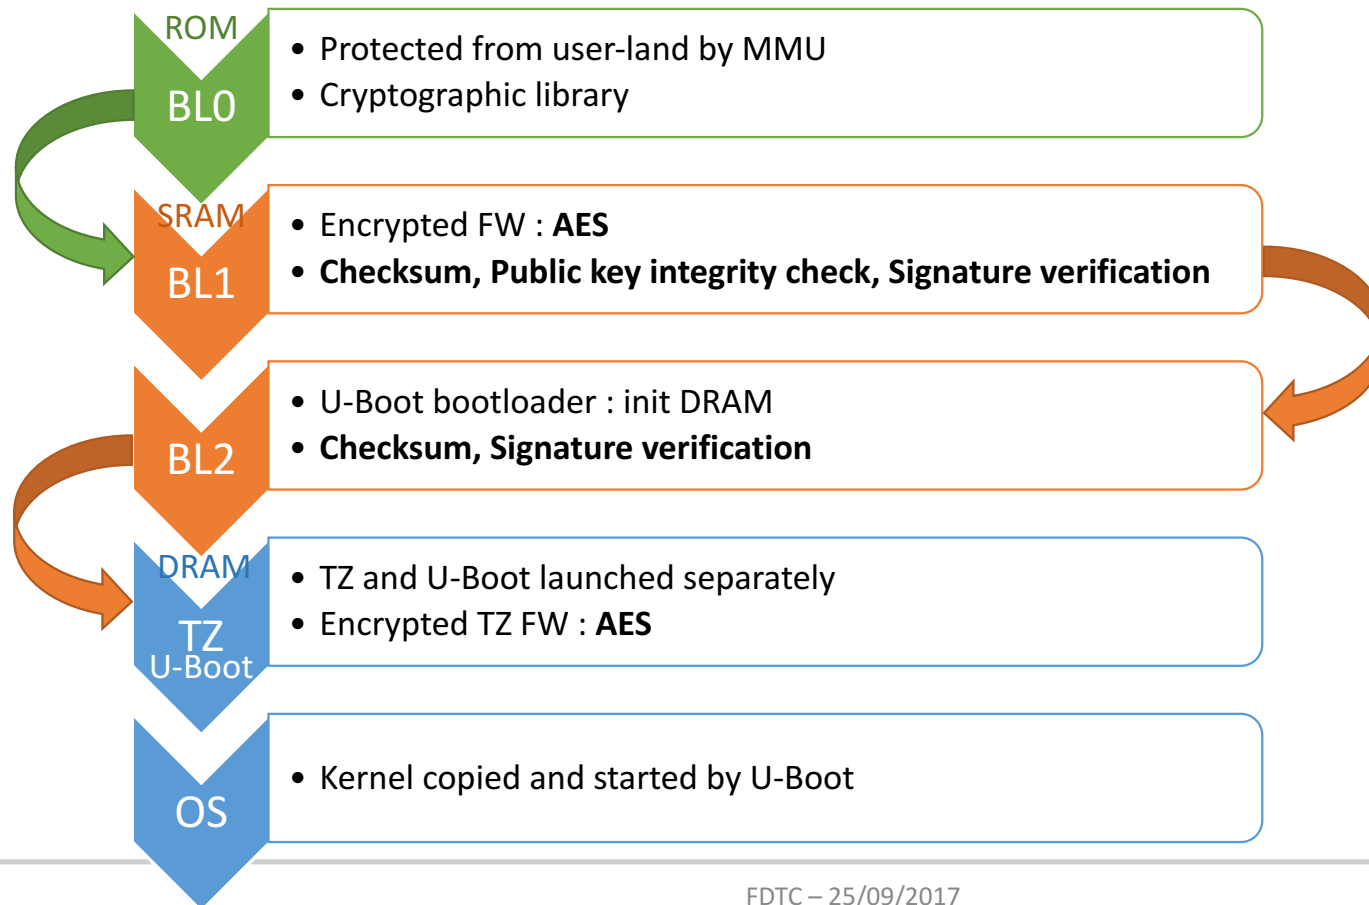 ROM
BL0
• Protected from user-land by MMU
• Cryptographic library
SRAM
BL1
• Encrypted FW : AES
• Checksum, Public key integrity check, Signature verification
BL2
• U-Boot bootloader : init DRAM
• Checksum, Signature verification
DRAM
TZ
U-Boot
• TZ and U-Boot launched separately
• Encrypted TZ FW : AES
OS
• Kernel copied and started by U-Boot
FDTC – 25/09/2017